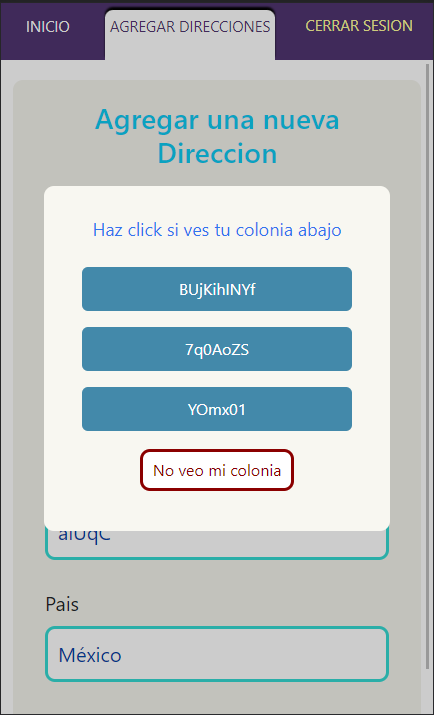 INICIO
AGREGAR DIRECCIONES
CERRAR SESION
Agregar una nueva
Direccion
Haz click si ves tu colonia abajo
BUjKihINYf
7q0AoZS
YOmx01
No veo mi colonia
aiUqC
Pais
México